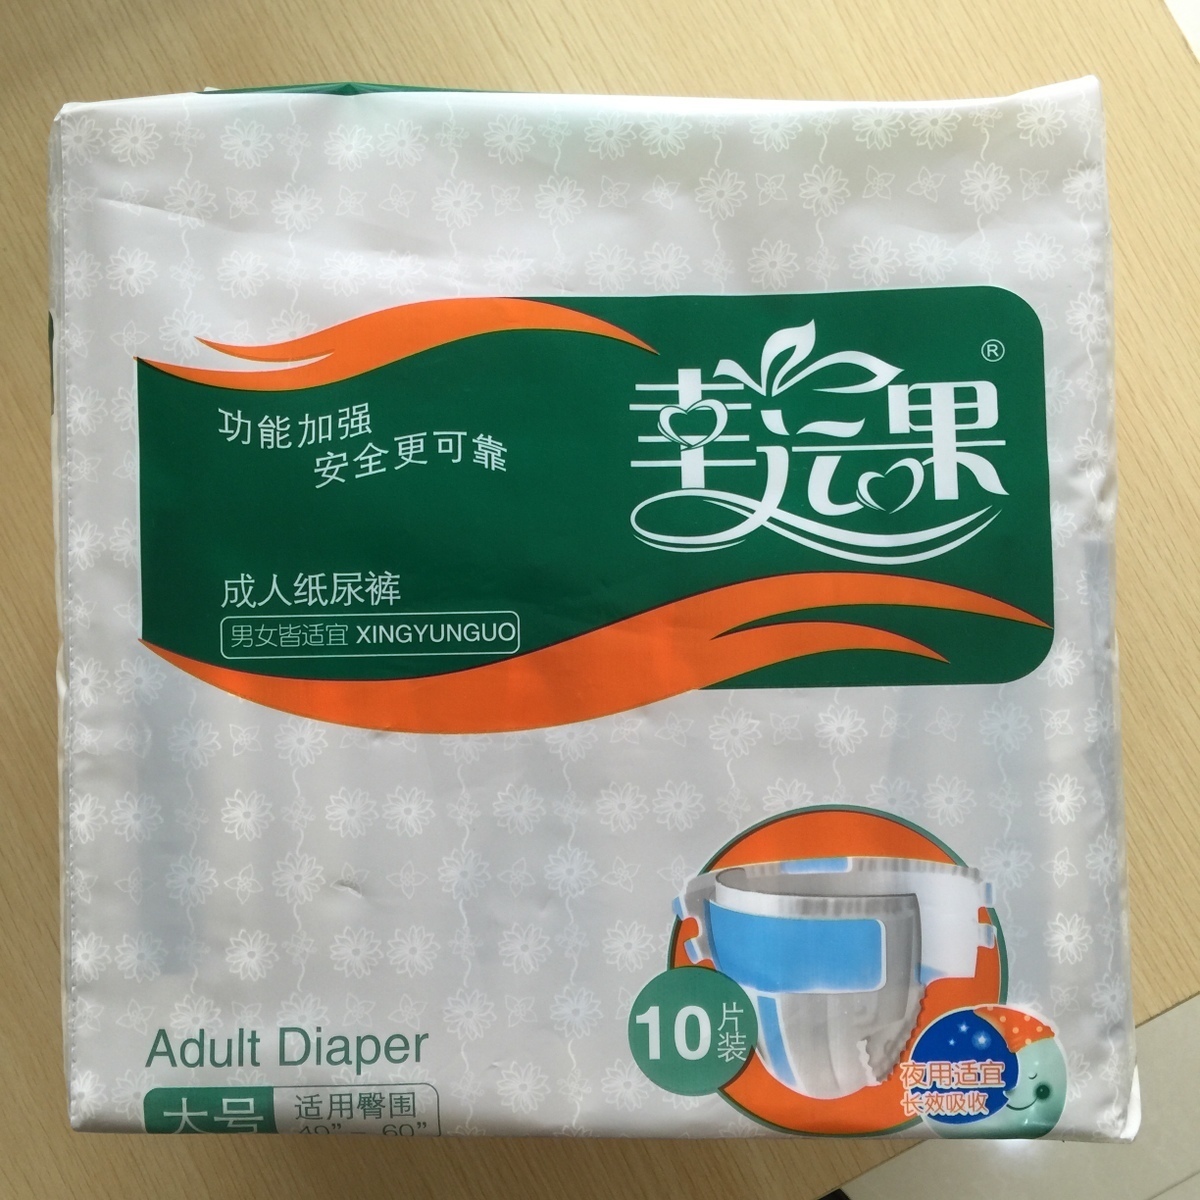 幸运果®
功能加强
安全更可靠
成人纸尿裤
男女皆适宜 XINGYUNGUO
10片装
夜用适宜
长效吸收
Adult Diaper
大号
适用臀围